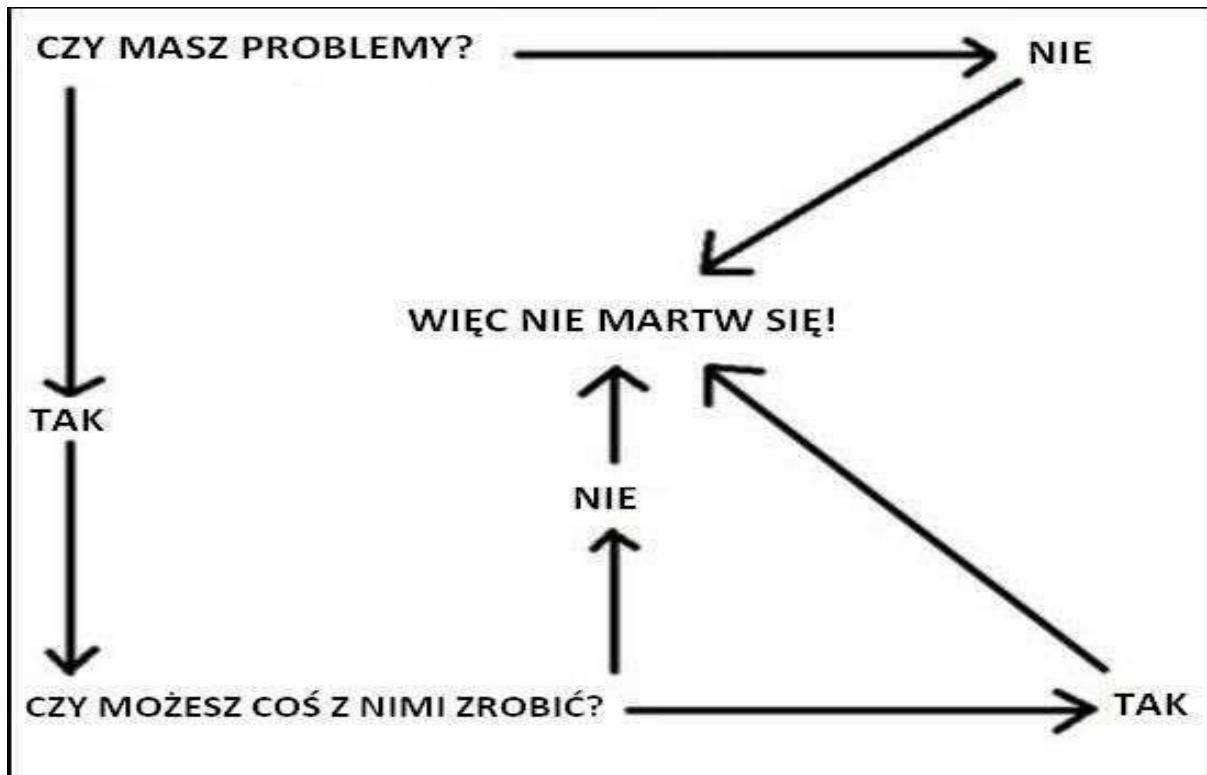 CZY MASZ PROBLEMY?
NIE
WIĘC NIE MARTW SIĘ!
TAK
NIE
CZY MOŻESZ COŚ Z NIMI ZROBIĆ?
TAK